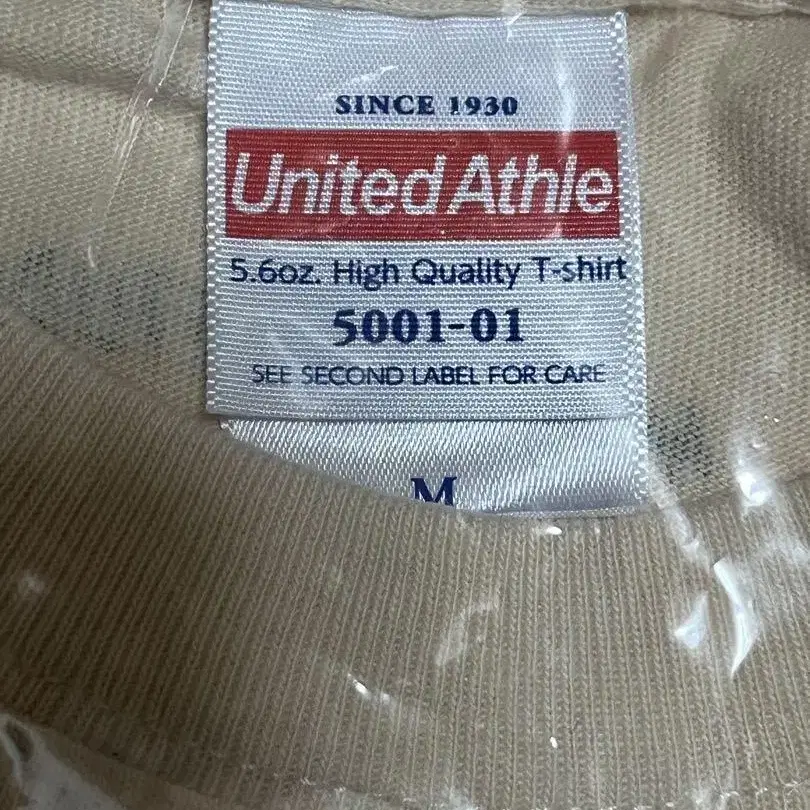 SINCE 1930
United Athle
5.6oz. High Quality T-shirt
5001-01
SEE SECOND LABEL FOR CARE
M